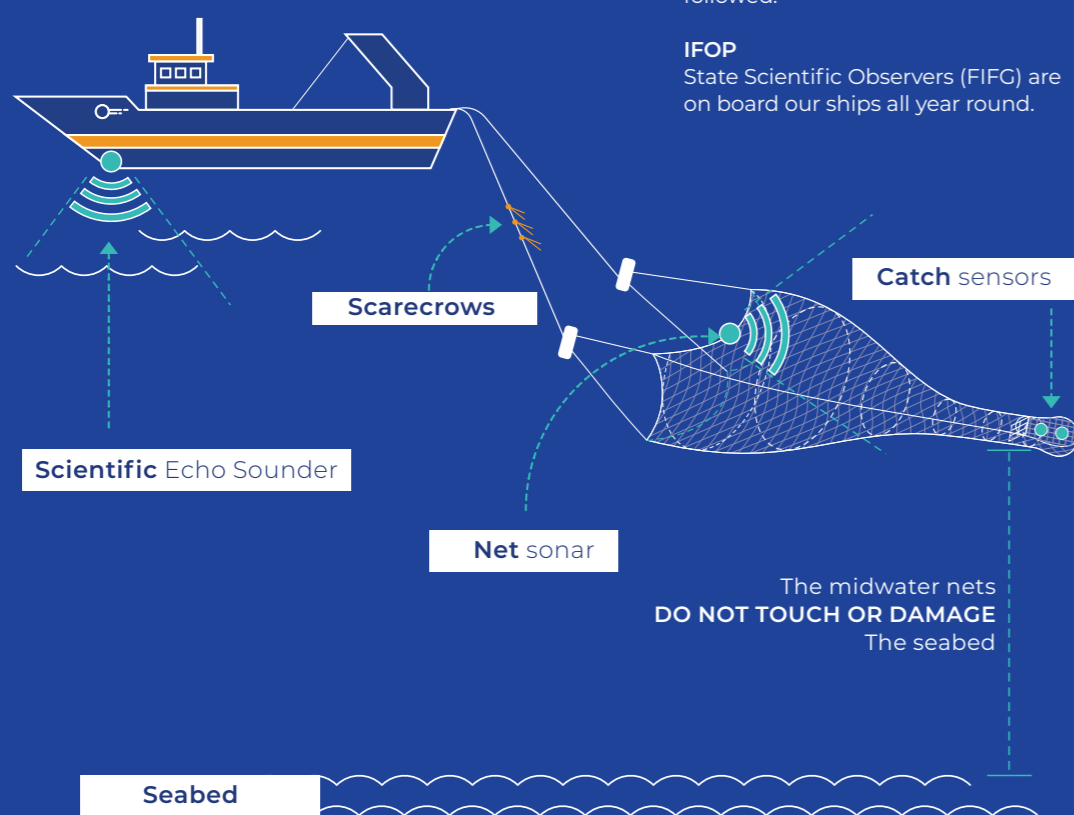 followed.
IFOP
State Scientific Observers (FIFG) are
on board our ships all year round.
Catch sensors
Scarecrows
Scientific Echo Sounder
Net sonar
The midwater nets
DO NOT TOUCH OR DAMAGE
The seabed
Seabed